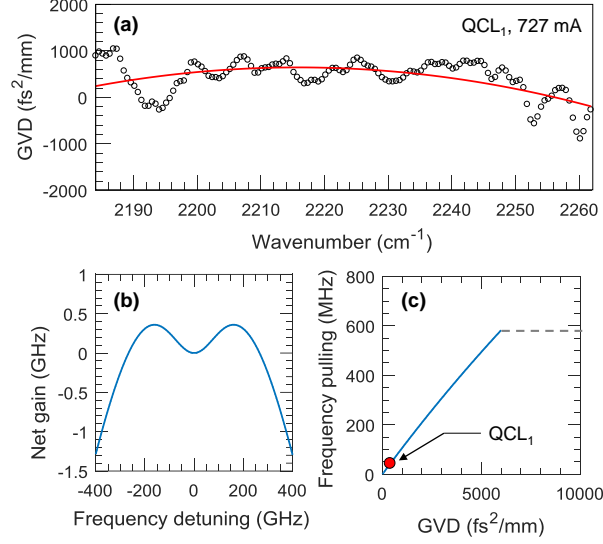 (a)
QCL₁, 727 mA
GVD (fs²/mm)
2000
1000
0
-1000
-2000
2190 2200 2210 2220 2230 2240 2250 2260
Wavenumber (cm⁻¹)
(b)
Net gain (GHz)
1
0.5
0
-0.5
-1
-1.5
-400 -200 0 200 400
Frequency detuning (GHz)
(c)
Frequency pulling (MHz)
800
600
400
200
0
QCL₁
0 5000 10000
GVD (fs²/mm)